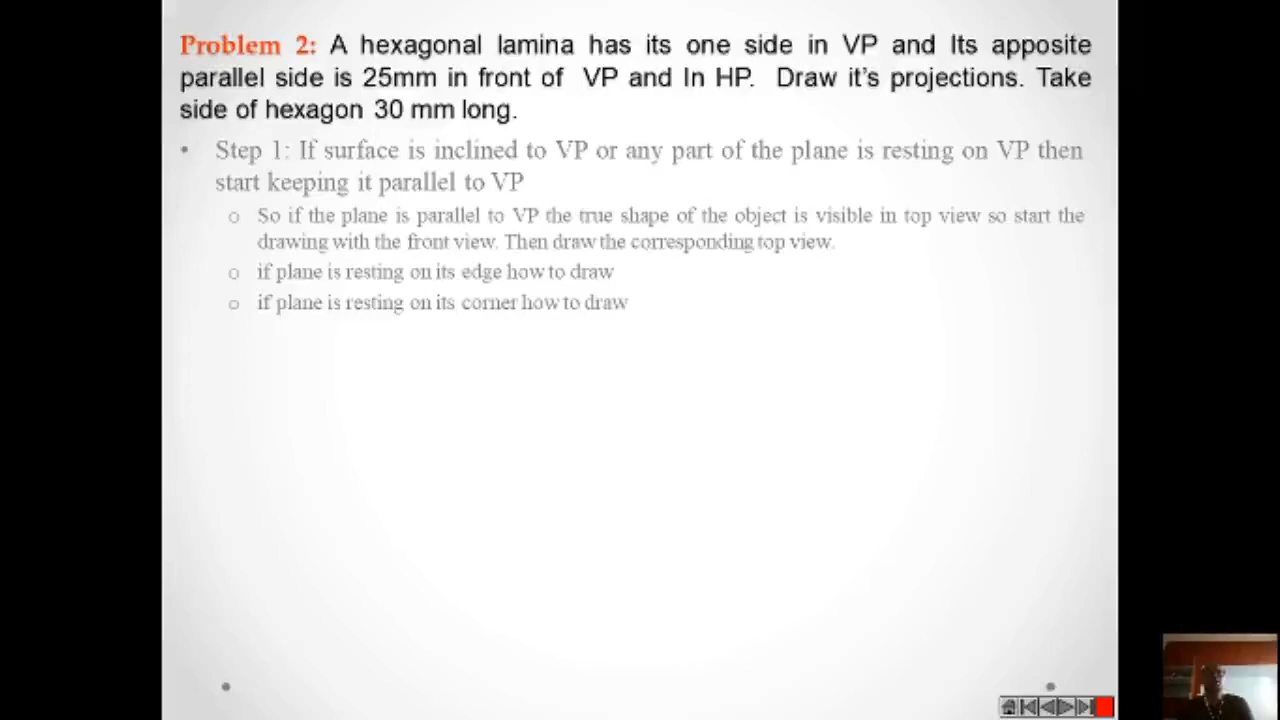 Problem 2: A hexagonal lamina has its one side in VP and Its apposite
parallel side is 25mm in front of VP and In HP. Draw it's projections. Take
side of hexagon 30 mm long.
• Step 1: If surface is inclined to VP or any part of the plane is resting on VP then
start keeping it parallel to VP
o So if the plane is parallel to VP the true shape of the object is visible in top view so start the
drawing with the front view. Then draw the corresponding top view.
o if plane is resting on its edge how to draw
o if plane is resting on its corner how to draw